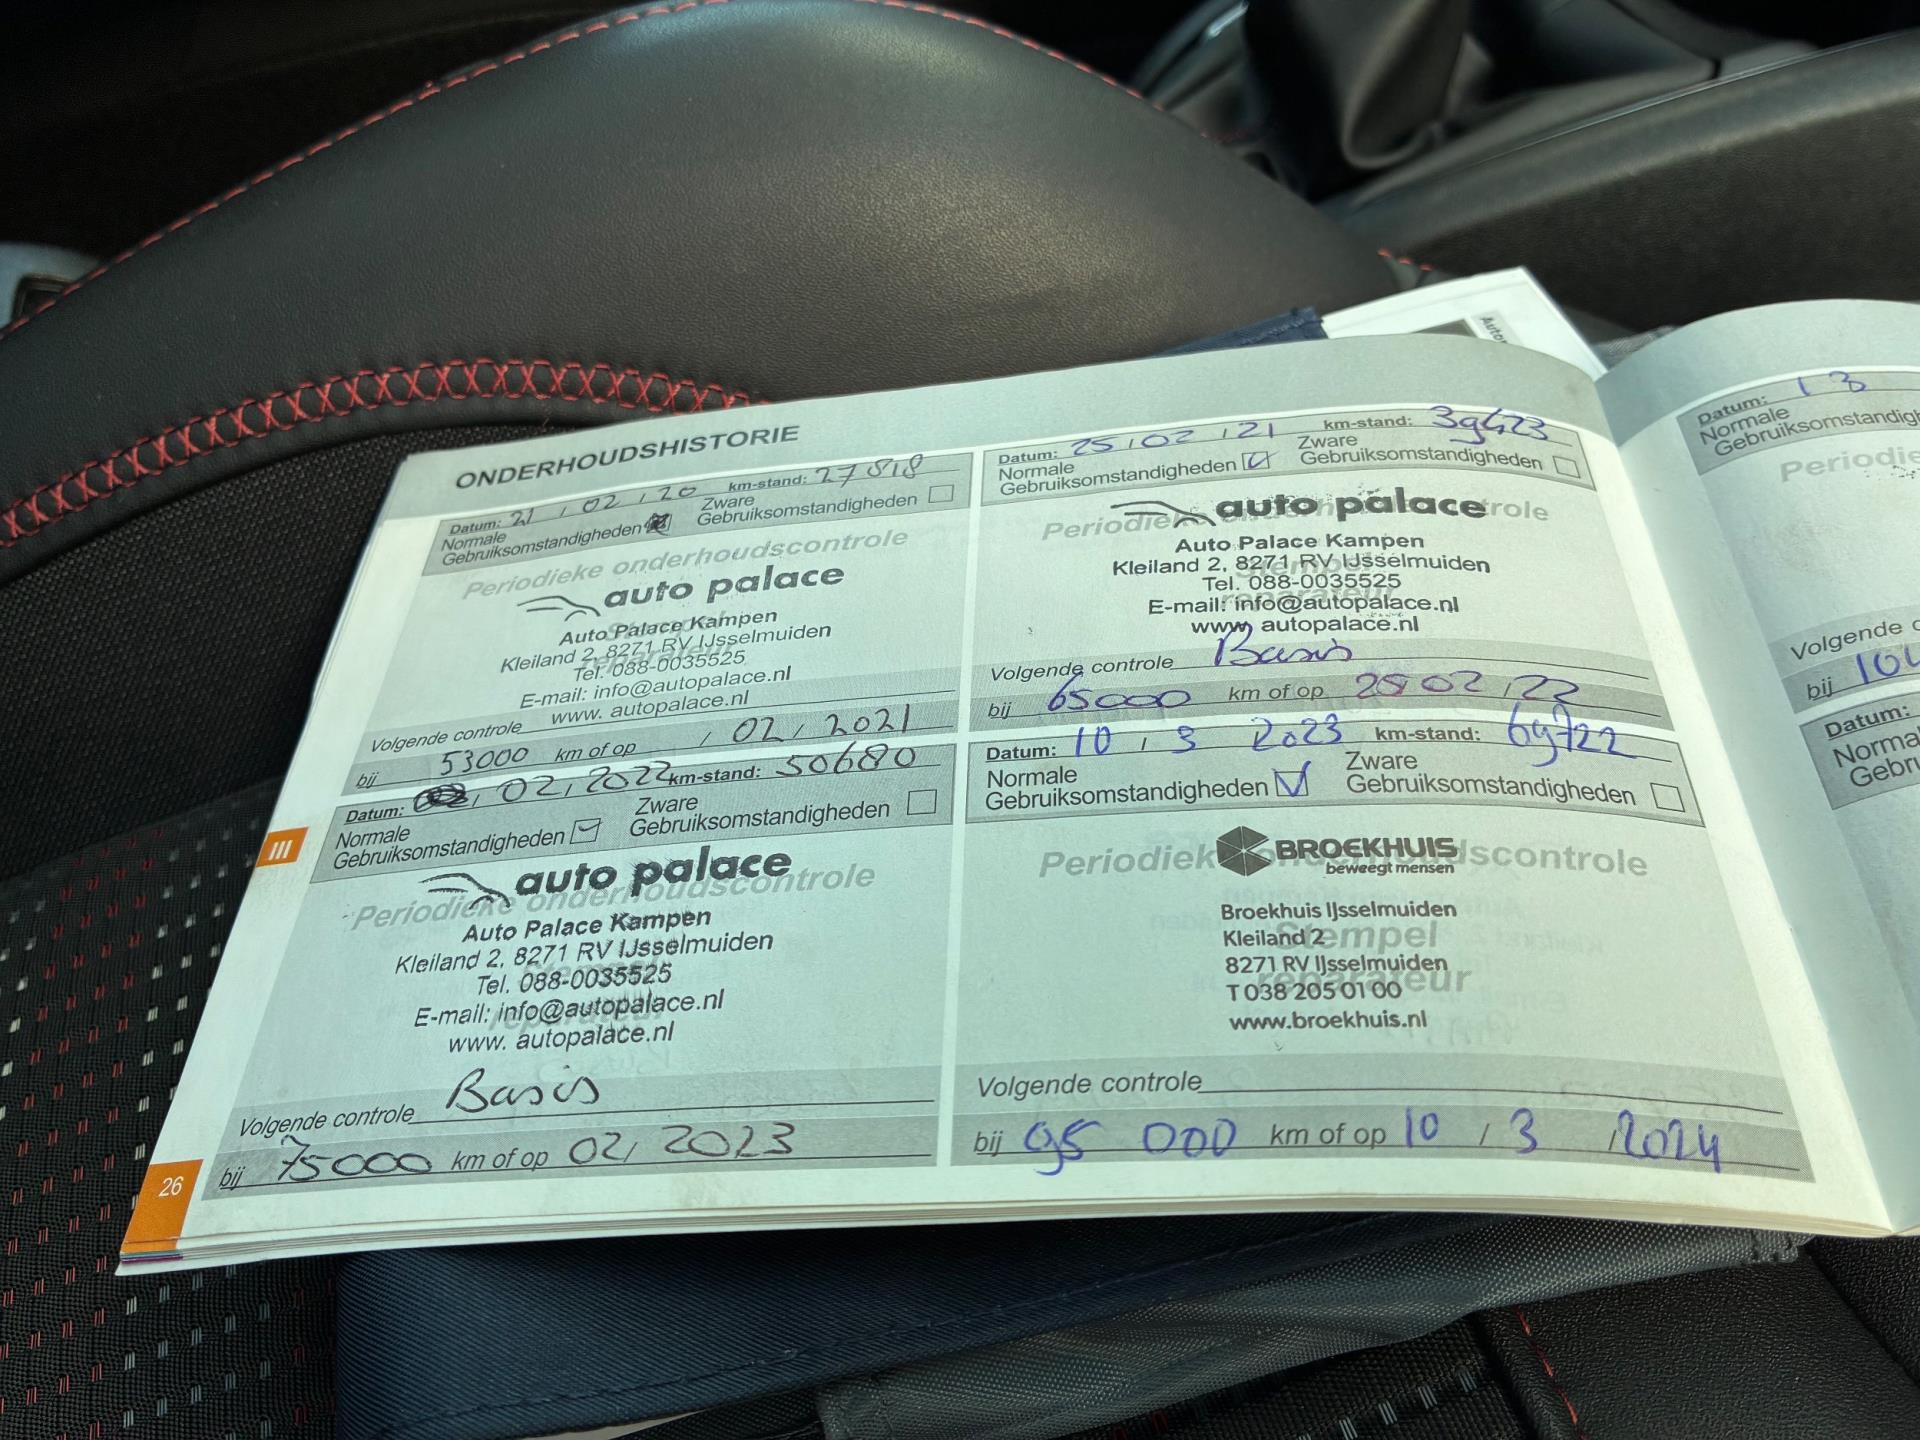 ONDERHOUDSHISTORIE
Datum: 21 / 02 / 20 km-stand: 27818
Normale
Gebruiksomstandigheden
Zware
Gebruiksomstandigheden
Periodieke onderhoudscontrole
auto palace
Auto Palace Kampen
Kleiland 2, 8271 RV IJsselmuiden
Tel. 088-0035525
E-mail: info@autopalace.nl
www. autopalace.nl
Volgende controle
bij 53000 km of op / 02 / 2021
Datum: 25 / 02 / 21 km-stand: 39423
Normale
Gebruiksomstandigheden
Zware
Gebruiksomstandigheden
auto palace
Auto Palace Kampen
Kleiland 2, 8271 RV IJsselmuiden
Tel. 088-0035525
E-mail: info@autopalace.nl
www. autopalace.nl
Volgende controle Basis
bij 65000 km of op 25 02 / 22
Datum: / 02 / 2022 km-stand: 50680
Normale
Gebruiksomstandigheden
Zware
Gebruiksomstandigheden
Periodieke onderhoudscontrole
auto palace
Auto Palace Kampen
Kleiland 2, 8271 RV IJsselmuiden
Tel. 088-0035525
E-mail: info@autopalace.nl
www. autopalace.nl
Volgende controle Basis
bij 75000 km of op 02 / 2023
Datum: 10 / 3 2023 km-stand: 69722
Normale
Gebruiksomstandigheden
Zware
Gebruiksomstandigheden
BROEKHUIS
beweegt mensen
Broekhuis IJsselmuiden
Kleiland 2
8271 RV IJsselmuiden
T 038 205 01 00
www.broekhuis.nl
Stempel
reparateur
Volgende controle
bij 95 000 km of op 10 / 3 / 2024
III
26
Datum: 13
Normale
Volgende
bij
Datum: